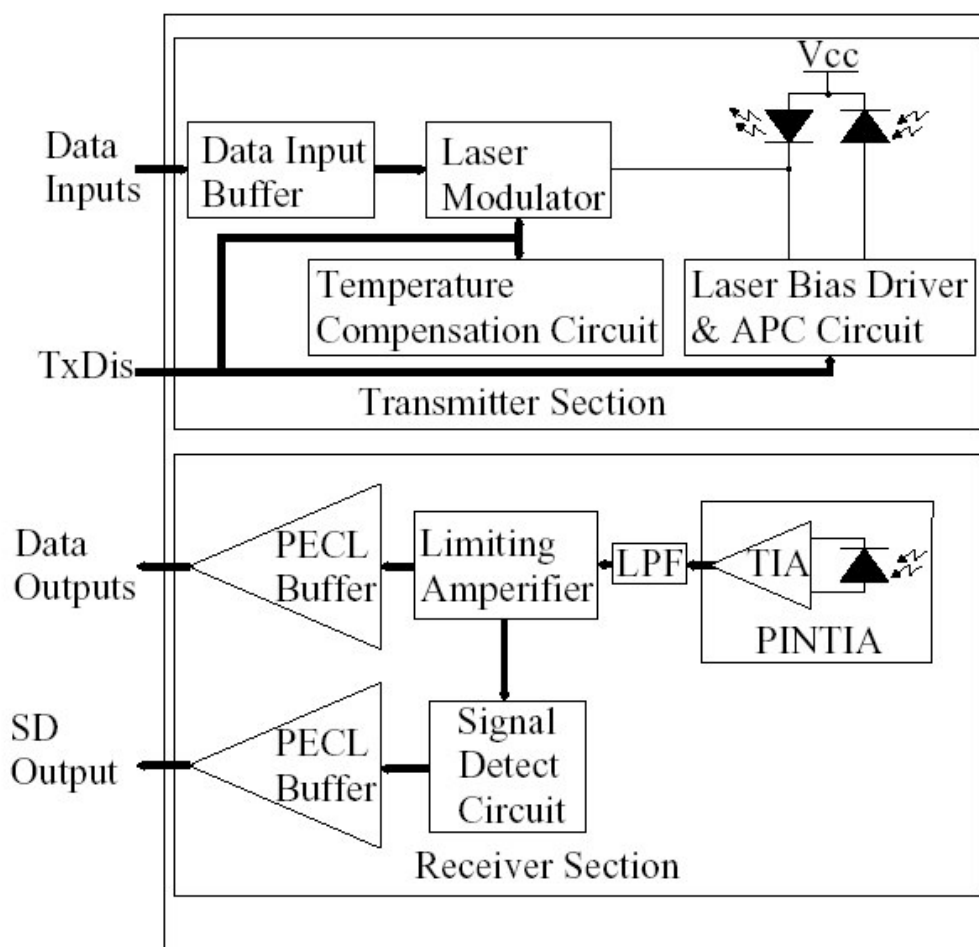 Vcc
Data
Inputs
Data Input
Buffer
Laser
Modulator
Temperature
Compensation Circuit
Laser Bias Driver
& APC Circuit
TxDis
Transmitter Section
Data
Outputs
PECL
Buffer
Limiting
Amperifier
LPF
TIA
PINTIA
SD
Output
PECL
Buffer
Signal
Detect
Circuit
Receiver Section